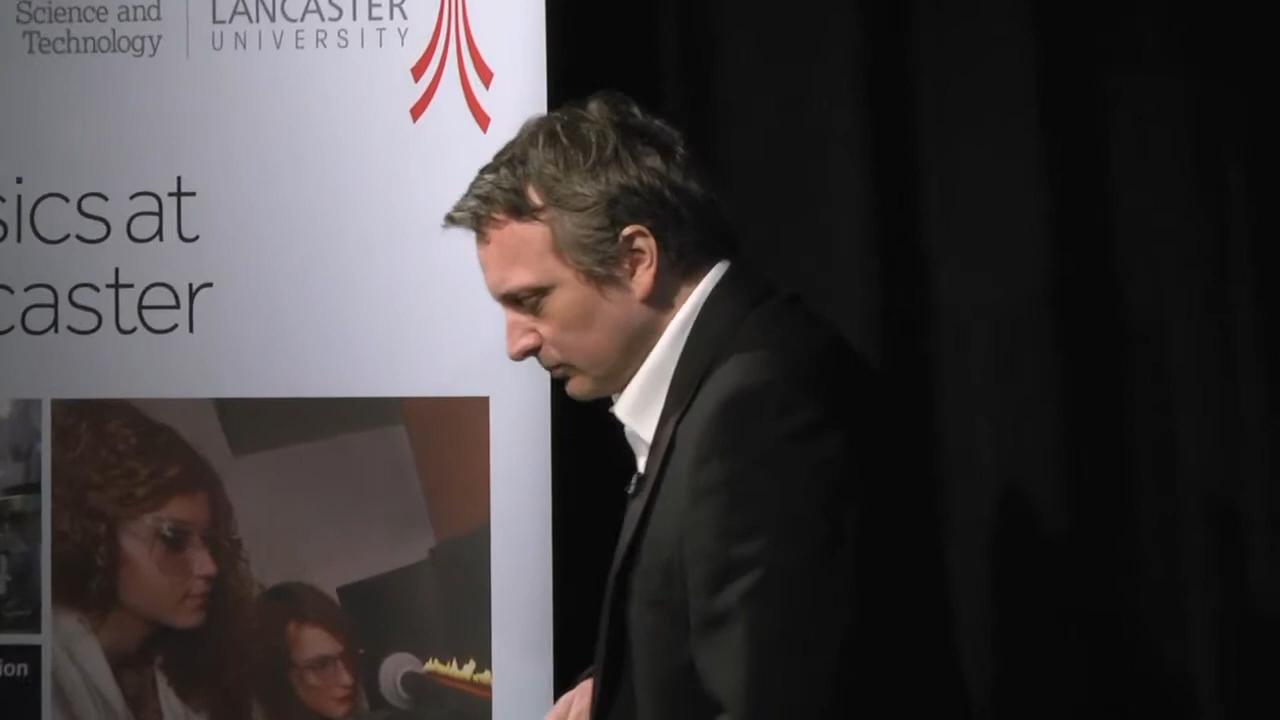 Science and
Technology
LANCASTER
UNIVERSITY
sics at
caster
ion